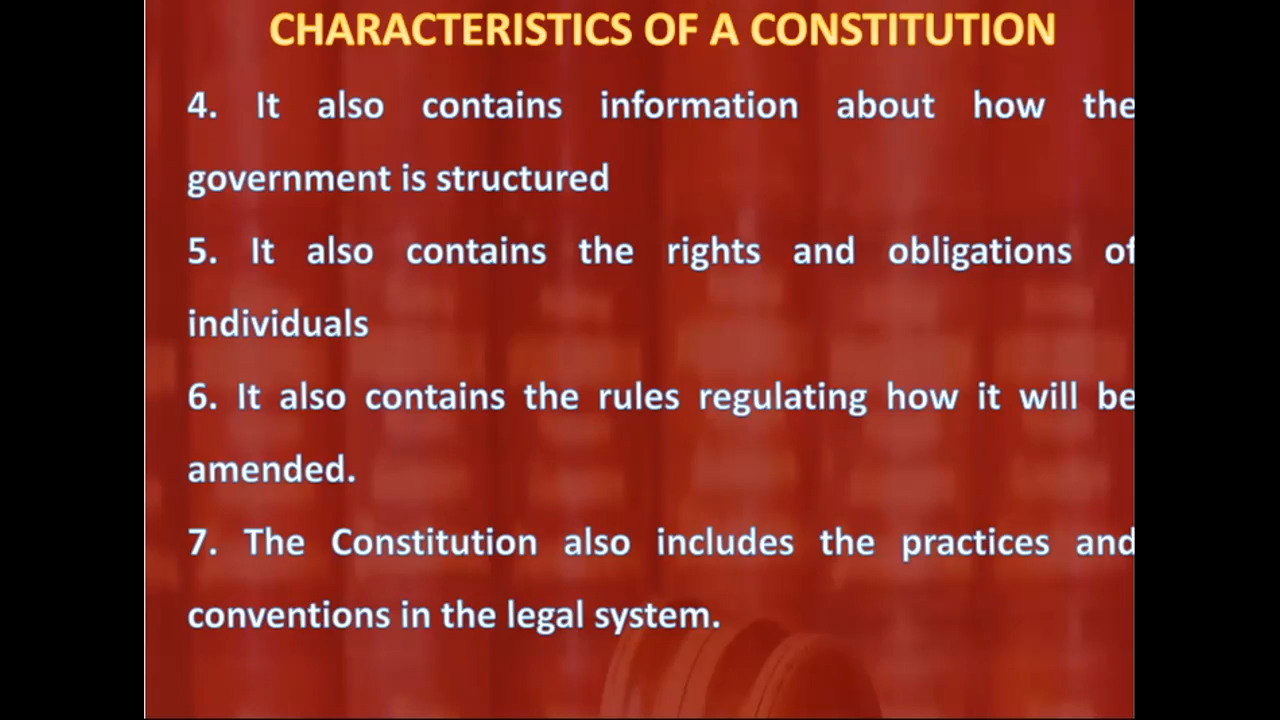 CHARACTERISTICS OF A CONSTITUTION
4. It also contains information about how the
government is structured
5. It also contains the rights and obligations of
individuals
6. It also contains the rules regulating how it will be
amended.
7. The Constitution also includes the practices and
conventions in the legal system.